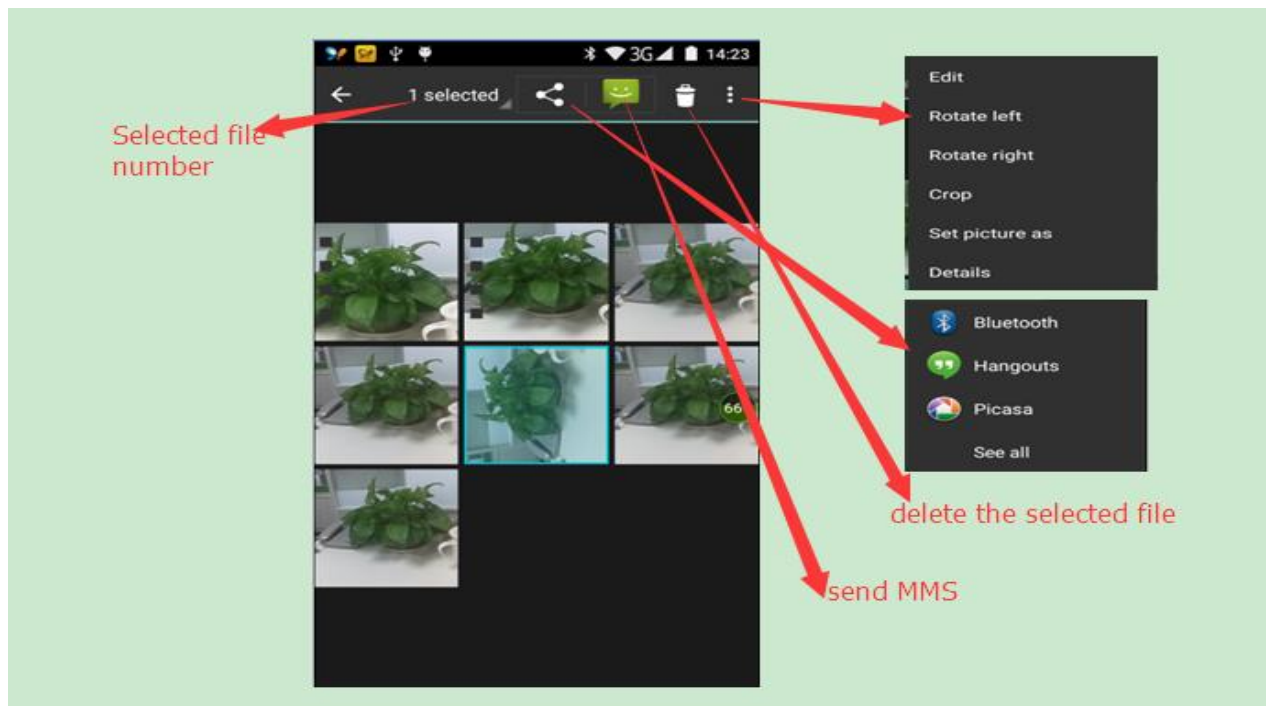 3G 14:23
1 selected
Selected file
number
Edit
Rotate left
Rotate right
Crop
Set picture as
Details
Bluetooth
Hangouts
Picasa
See all
66
delete the selected file
send MMS